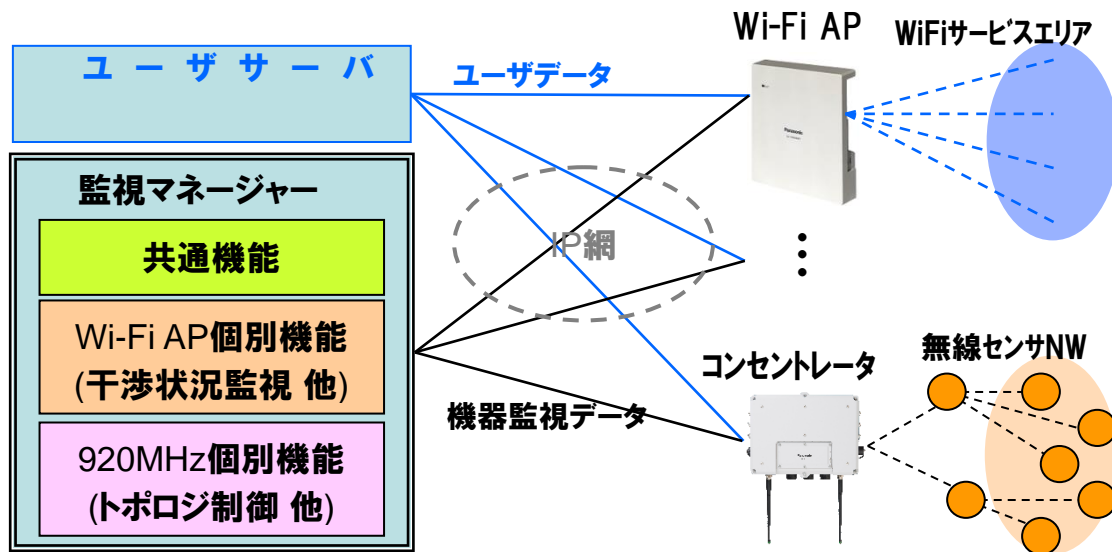 Wi-Fi AP
WiFiサービスエリア
ユーザサーバ
ユーザデータ
監視マネージャー
共通機能
IP網
Wi-Fi AP個別機能
(干渉状況監視 他)
コンセントレータ
無線センサNW
機器監視データ
920MHz個別機能
(トポロジ制御 他)
Panasonic